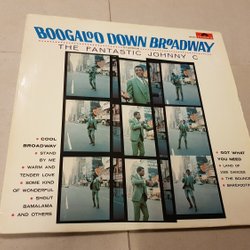 BOOGALOO DOWN BROADWAY
THE FANTASTIC JOHNNY C
• COOL
BROADWAY
• STAND
BY ME
• WARM AND
TENDER LOVE
• SOME KIND
OF WONDERFUL
• SHOUT
BAMALAMA
• AND OTHERS
• GOT WHAT
YOU NEED
• LAND OF
1000 DANCES
• THE BOUNCE
• BAREFOOTIN'